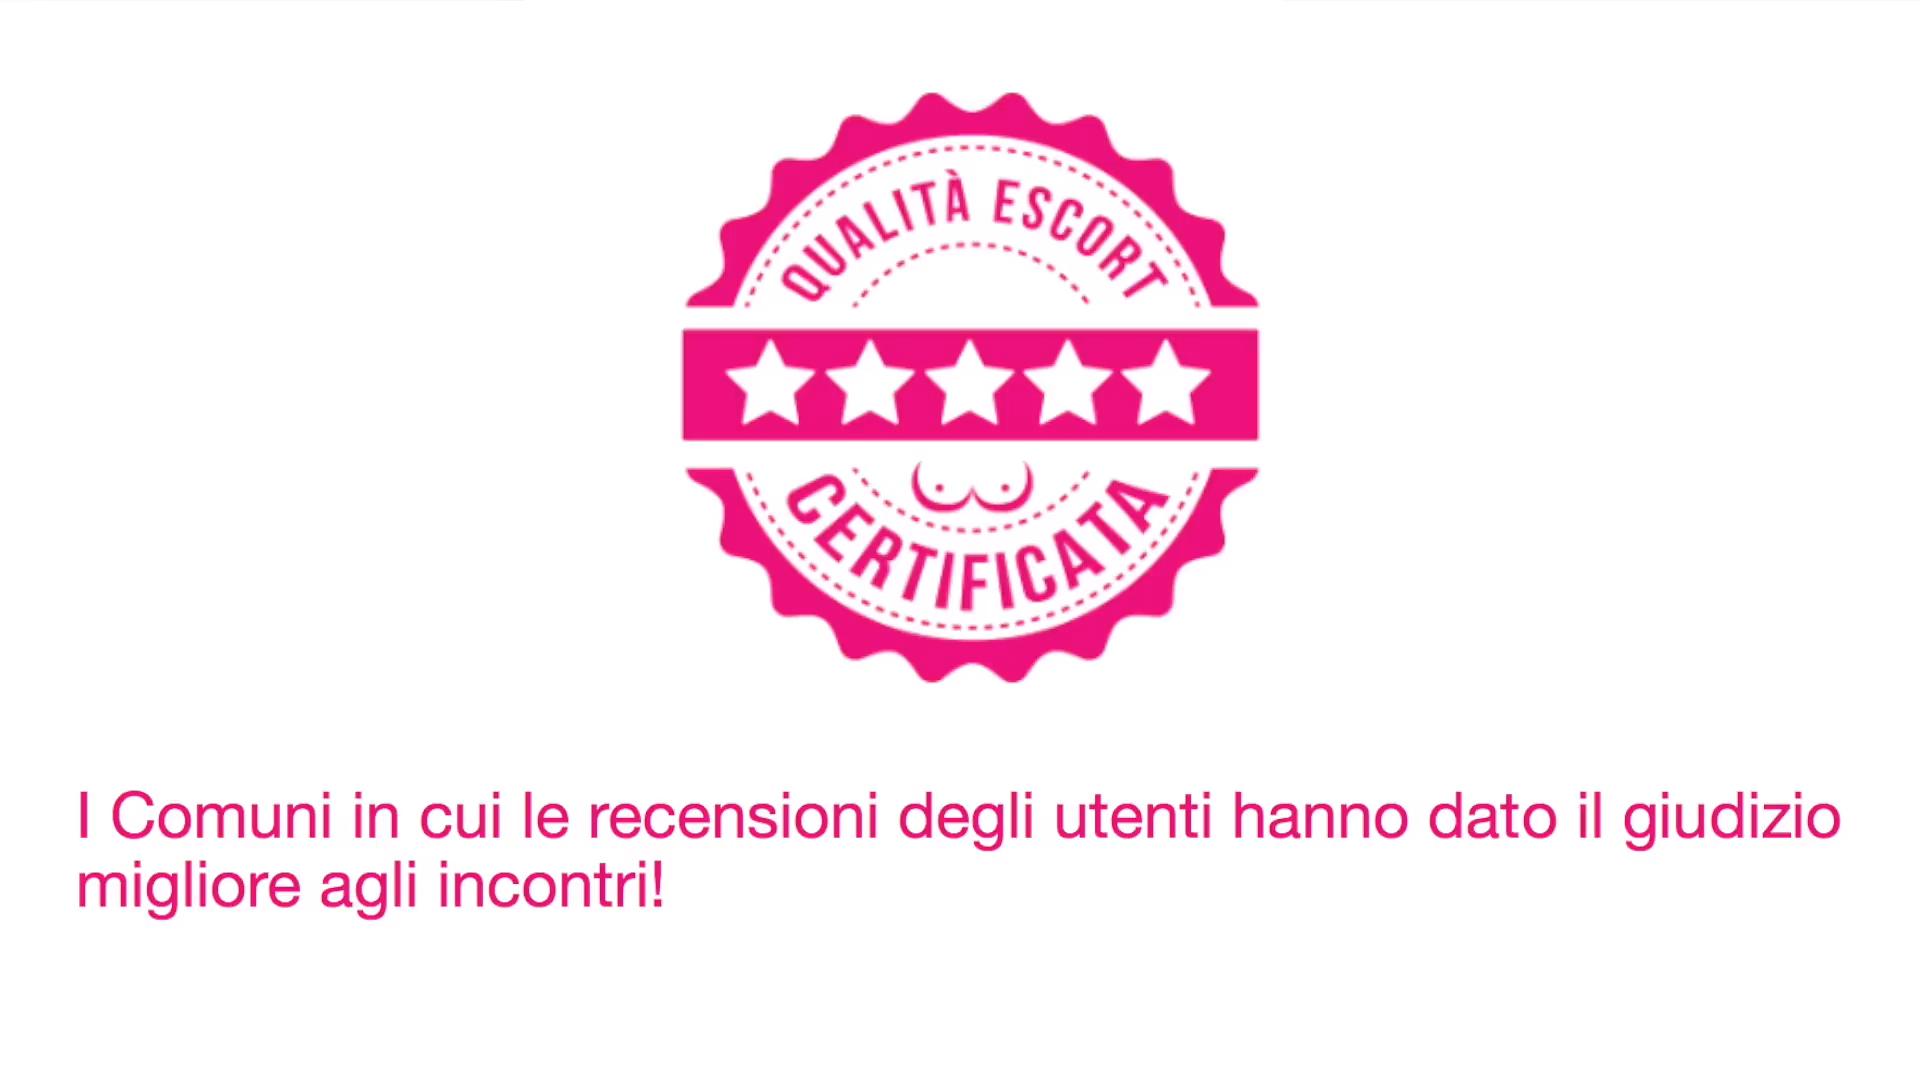 QUALITÀ ESCORT
CERTIFICATA
I Comuni in cui le recensioni degli utenti hanno dato il giudizio
migliore agli incontri!